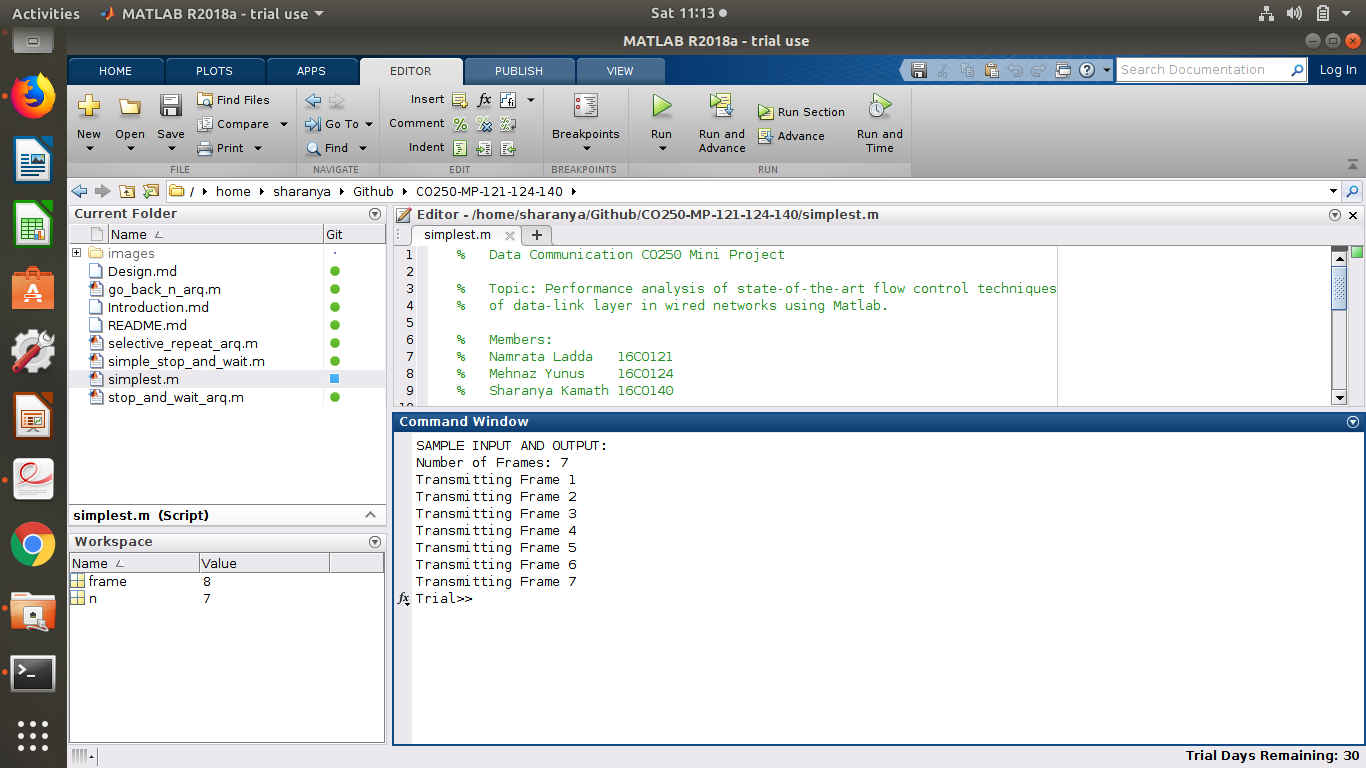 Activities MATLAB R2018a - trial use Sat 11:13
MATLAB R2018a - trial use
HOME PLOTS APPS EDITOR PUBLISH VIEW Search Documentation Log In
New Open Save Find Files Compare Print
FILE
Go To Find
NAVIGATE
Insert fx
Comment
Indent
EDIT
Breakpoints
BREAKPOINTS
Run Run and Advance Run Section Advance Run and Time
RUN
/ home sharanya Github CO250-MP-121-124-140
Current Folder
Name Git
images
Design.md
go_back_n_arq.m
Introduction.md
README.md
selective_repeat_arq.m
simple_stop_and_wait.m
simplest.m
stop_and_wait_arq.m
simplest.m (Script)
Workspace
Name Value
frame 8
n 7
Editor - /home/sharanya/Github/CO250-MP-121-124-140/simplest.m
simplest.m
1 % Data Communication CO250 Mini Project
2
3 % Topic: Performance analysis of state-of-the-art flow control techniques
4 % of data-link layer in wired networks using Matlab.
5
6 % Members:
7 % Namrata Ladda 16CO121
8 % Mehnaz Yunus 16CO124
9 % Sharanya Kamath 16CO140
Command Window
SAMPLE INPUT AND OUTPUT:
Number of Frames: 7
Transmitting Frame 1
Transmitting Frame 2
Transmitting Frame 3
Transmitting Frame 4
Transmitting Frame 5
Transmitting Frame 6
Transmitting Frame 7
fx Trial>>
Trial Days Remaining: 30